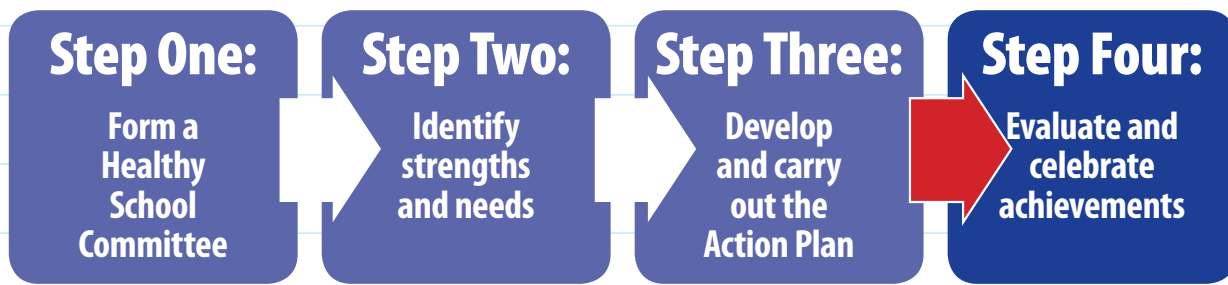 Step One:
Form a
Healthy
School
Committee
Step Two:
Identify
strengths
and needs
Step Three:
Develop
and carry
out the
Action Plan
Step Four:
Evaluate and
celebrate
achievements